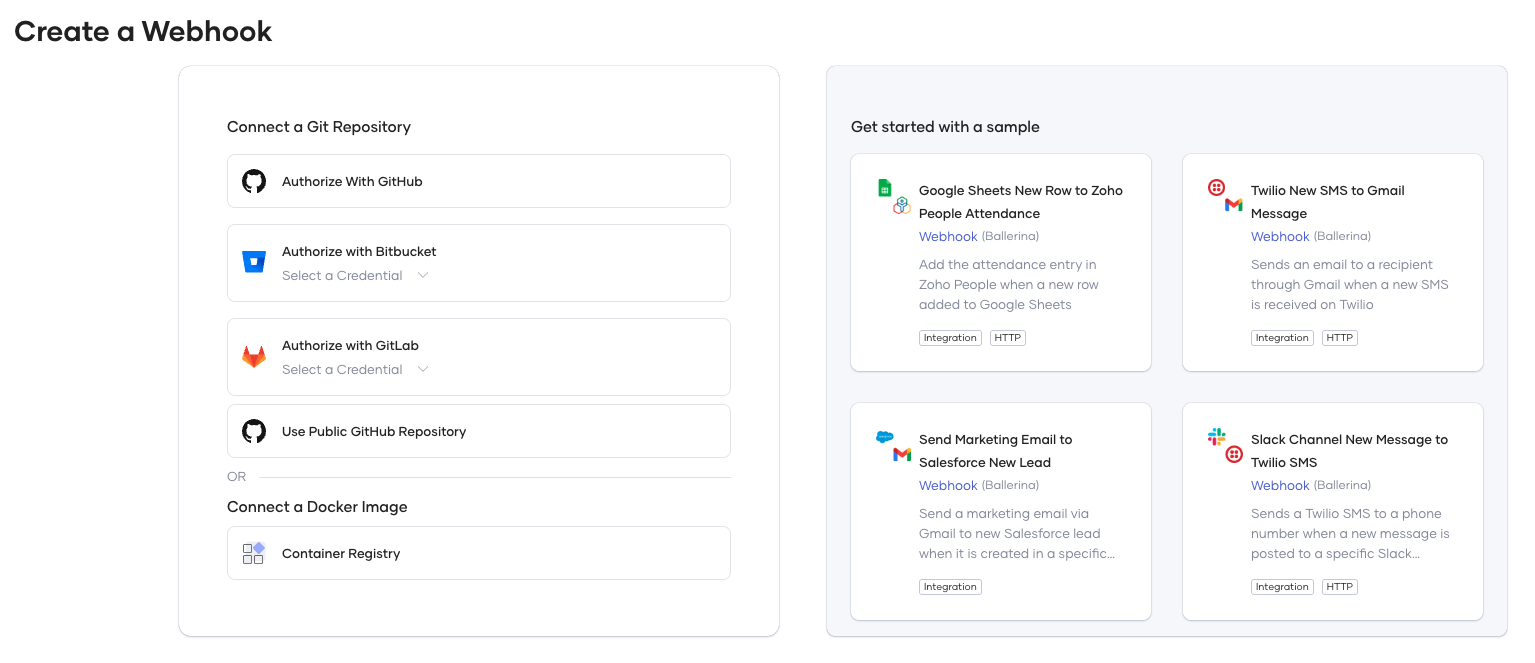 Create a Webhook
Connect a Git Repository
Authorize With GitHub
Authorize with Bitbucket
Select a Credential
Authorize with GitLab
Select a Credential
Use Public GitHub Repository
OR
Connect a Docker Image
Container Registry
Get started with a sample
Google Sheets New Row to Zoho
People Attendance
Webhook (Ballerina)
Add the attendance entry in
Zoho People when a new row
added to Google Sheets
Integration HTTP
Twilio New SMS to Gmail
Message
Webhook (Ballerina)
Sends an email to a recipient
through Gmail when a new SMS
is received on Twilio
Integration HTTP
Send Marketing Email to
Salesforce New Lead
Webhook (Ballerina)
Send a marketing email via
Gmail to new Salesforce lead
when it is created in a specific...
Integration
Slack Channel New Message to
Twilio SMS
Webhook (Ballerina)
Sends a Twilio SMS to a phone
number when a new message is
posted to a specific Slack...
Integration HTTP